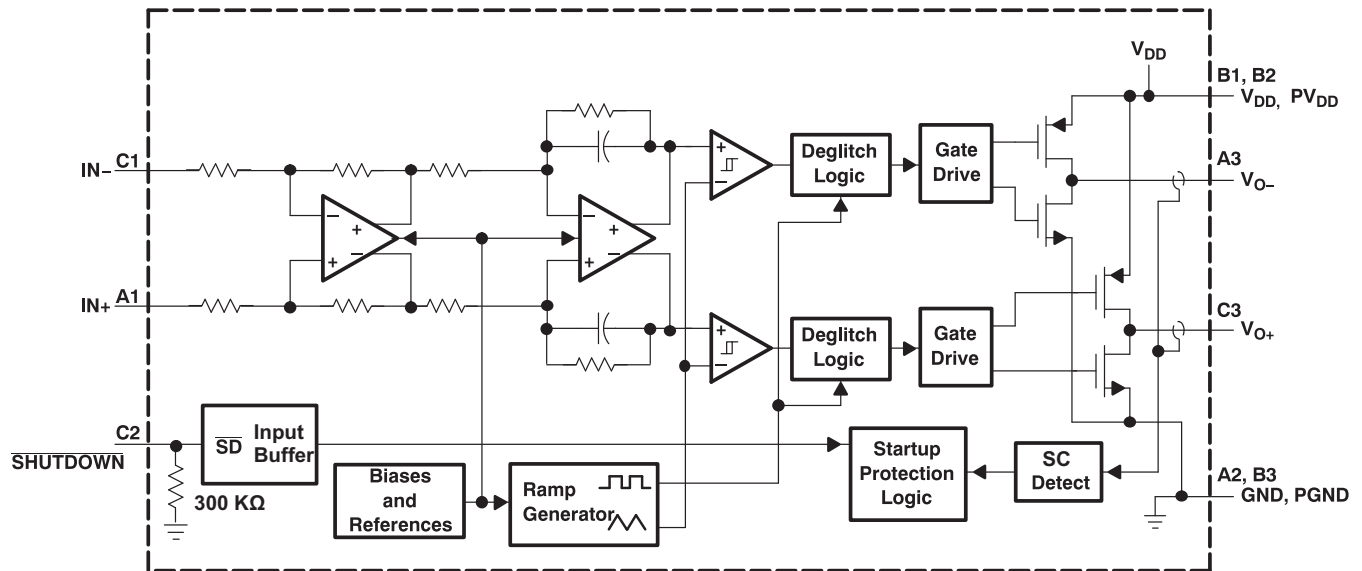 V_DD
B1, B2
V_DD, PV_DD
IN− C1
+
−
Deglitch
Logic
Gate
Drive
A3
V_O−
−
+
−
+
−
+
−
+
IN+ A1
+
−
Deglitch
Logic
Gate
Drive
C3
V_O+
C2
SHUTDOWN
SD Input
Buffer
300 KΩ
Biases
and
References
Ramp
Generator
Startup
Protection
Logic
SC
Detect
A2, B3
GND, PGND